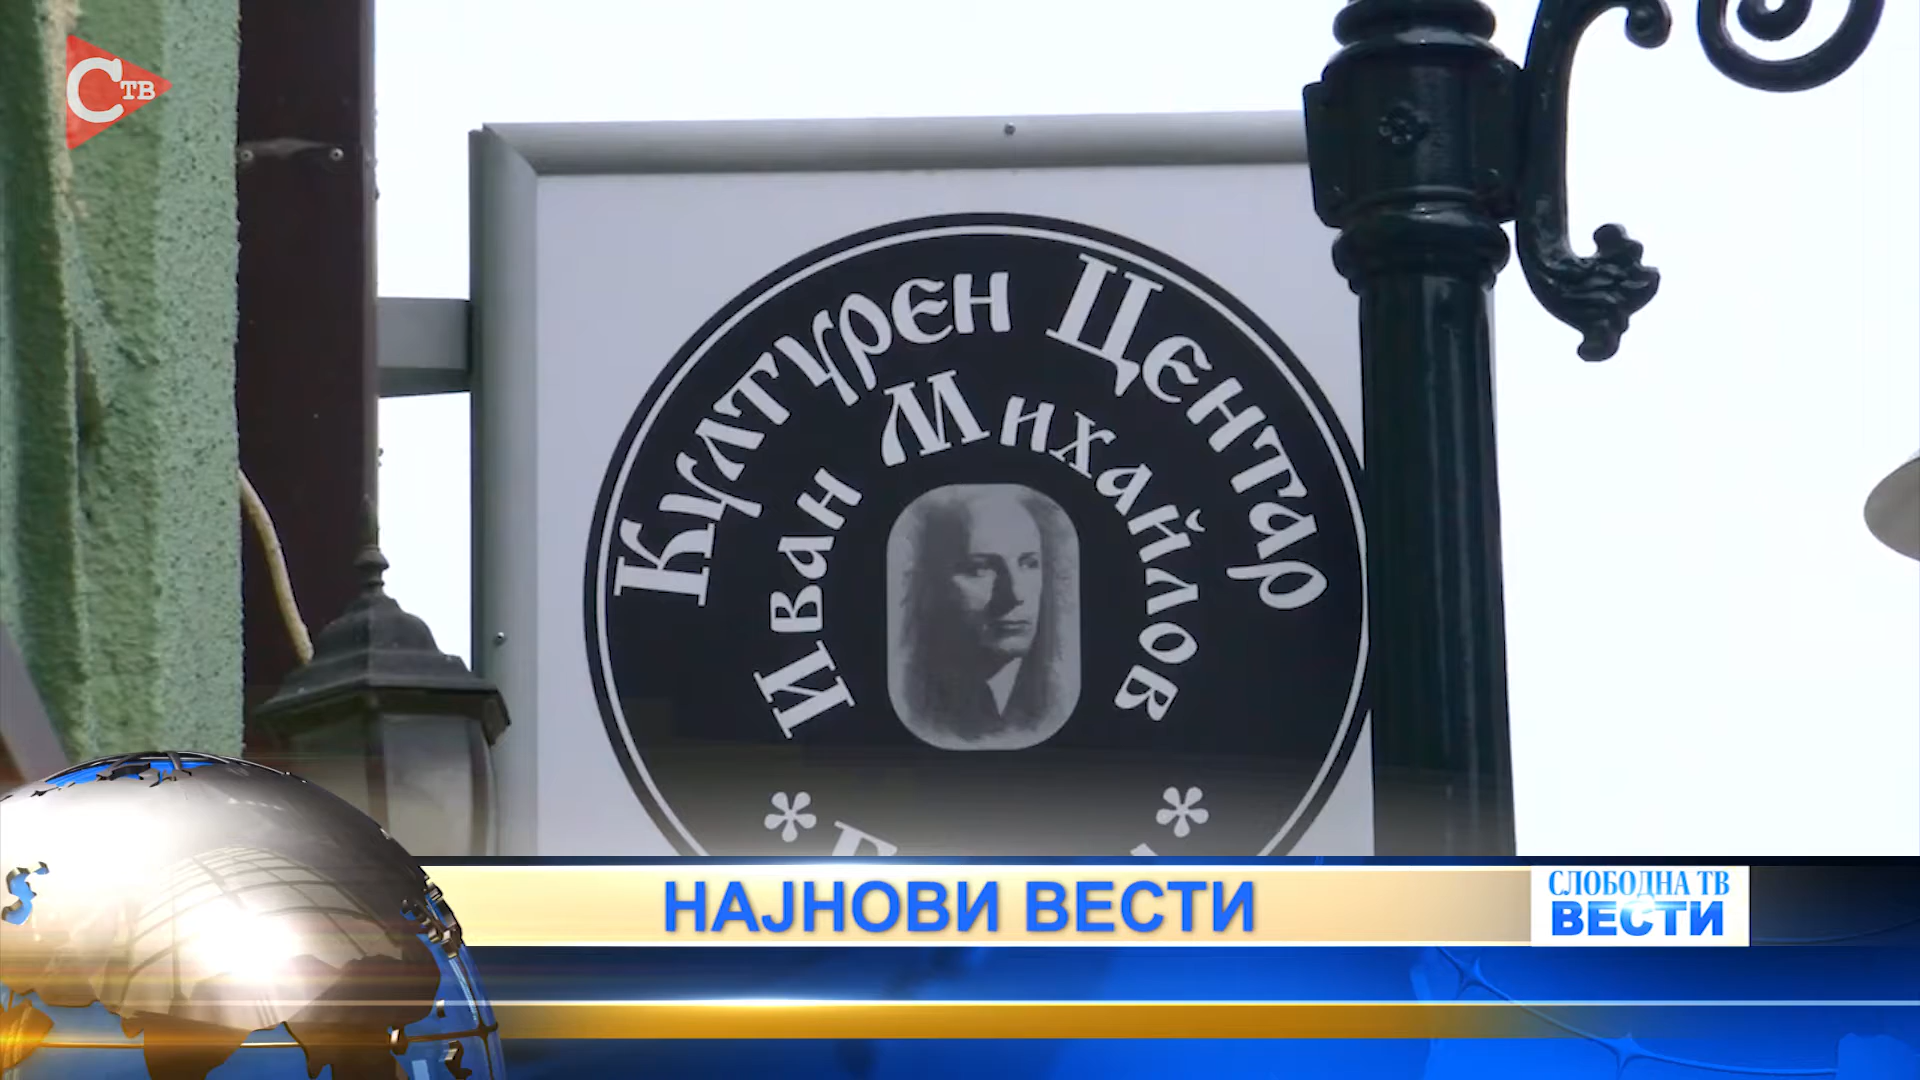 СТВ
Културен Центар
Иван Михайлов
НАЈНОВИ ВЕСТИ
СЛОБОДНА ТВ
ВЕСТИ